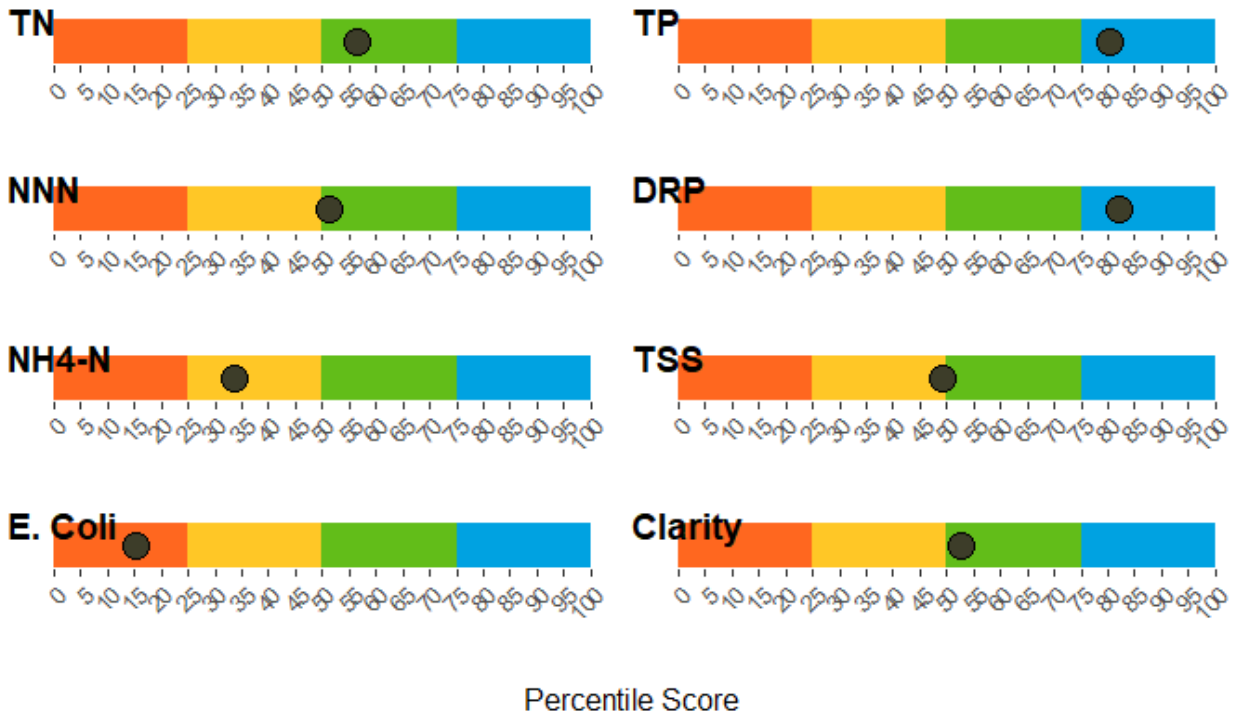 TN
0 5 10 15 20 25 30 35 40 45 50 55 60 65 70 75 80 85 90 95 100
TP
0 5 10 15 20 25 30 35 40 45 50 55 60 65 70 75 80 85 90 95 100
NNN
0 5 10 15 20 25 30 35 40 45 50 55 60 65 70 75 80 85 90 95 100
DRP
0 5 10 15 20 25 30 35 40 45 50 55 60 65 70 75 80 85 90 95 100
NH4-N
0 5 10 15 20 25 30 35 40 45 50 55 60 65 70 75 80 85 90 95 100
TSS
0 5 10 15 20 25 30 35 40 45 50 55 60 65 70 75 80 85 90 95 100
E. Coli
0 5 10 15 20 25 30 35 40 45 50 55 60 65 70 75 80 85 90 95 100
Clarity
0 5 10 15 20 25 30 35 40 45 50 55 60 65 70 75 80 85 90 95 100
Percentile Score